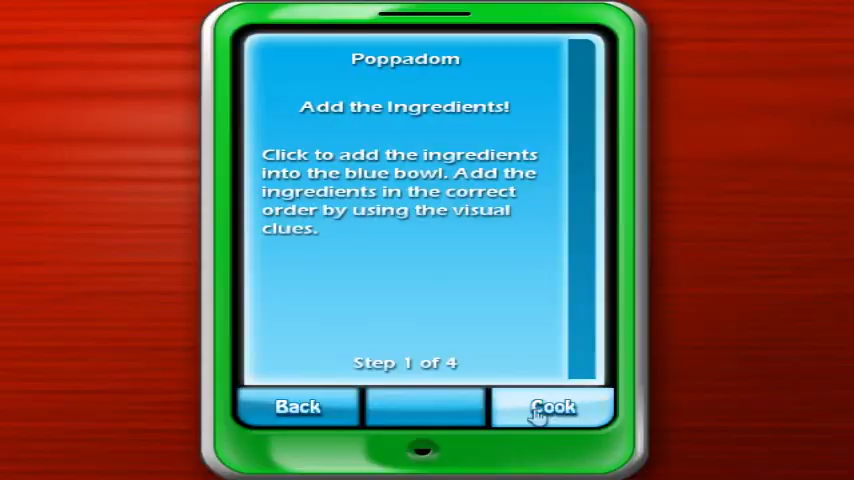 Poppadom
Add the Ingredients!
Click to add the ingredients
into the blue bowl. Add the
ingredients in the correct
order by using the visual
clues.
Step 1 of 4
Back
Cook